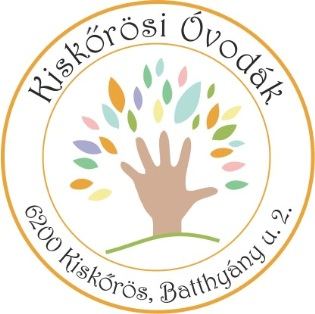 Kiskőrösi Óvodák
6200 Kiskőrös, Batthyány u. 2.